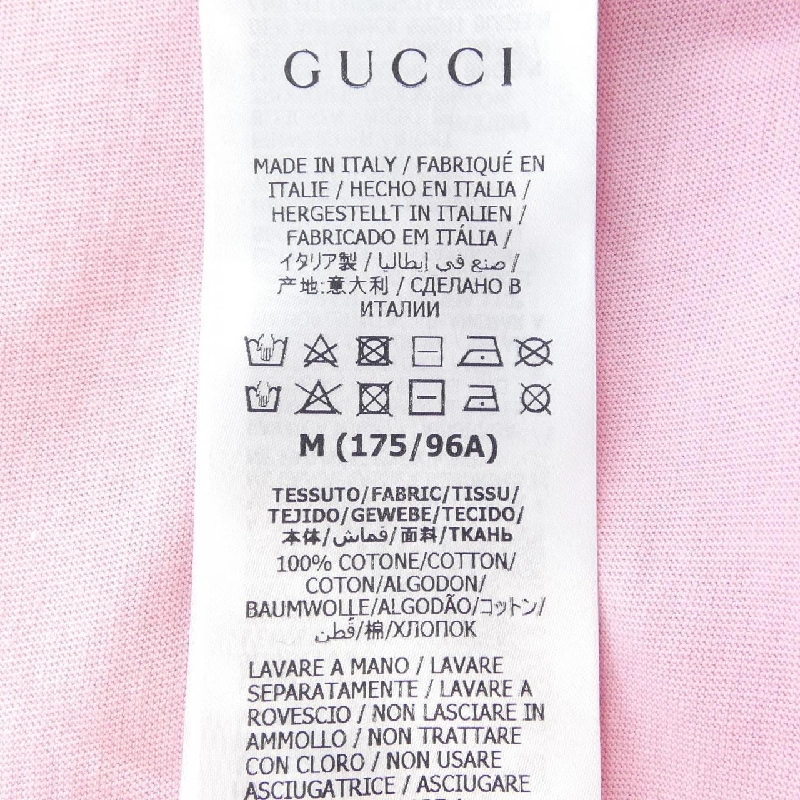 GUCCI
MADE IN ITALY / FABRIQUÉ EN
ITALIE / HECHO EN ITALIA /
HERGESTELLT IN ITALIEN /
FABRICADO EM ITÁLIA /
イタリア製 / صنع في إيطاليا /
产地:意大利 / СДЕЛАНО В
ИТАЛИИ
M (175/96A)
TESSUTO/FABRIC/TISSU/
TEJIDO/GEWEBE/TECIDO/
本体/قماش/面料/ТКАНЬ
100% COTONE/COTTON/
COTON/ALGODON/
BAUMWOLLE/ALGODÃO/コットン/
قطن/棉/ХЛОПОК
LAVARE A MANO / LAVARE
SEPARATAMENTE / LAVARE A
ROVESCIO / NON LASCIARE IN
AMMOLLO / NON TRATTARE
CON CLORO / NON USARE
ASCIUGATRICE / ASCIUGARE